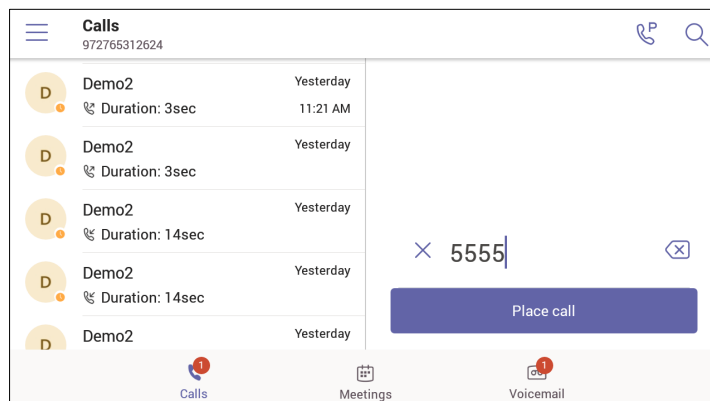 Calls
972765312624
P
D
Demo2
Yesterday
Duration: 3sec
11:21 AM
D
Demo2
Yesterday
Duration: 3sec
D
Demo2
Yesterday
Duration: 14sec
D
Demo2
Yesterday
Duration: 14sec
D
Demo2
Yesterday
5555
Place call
1
Calls
Meetings
1
Voicemail